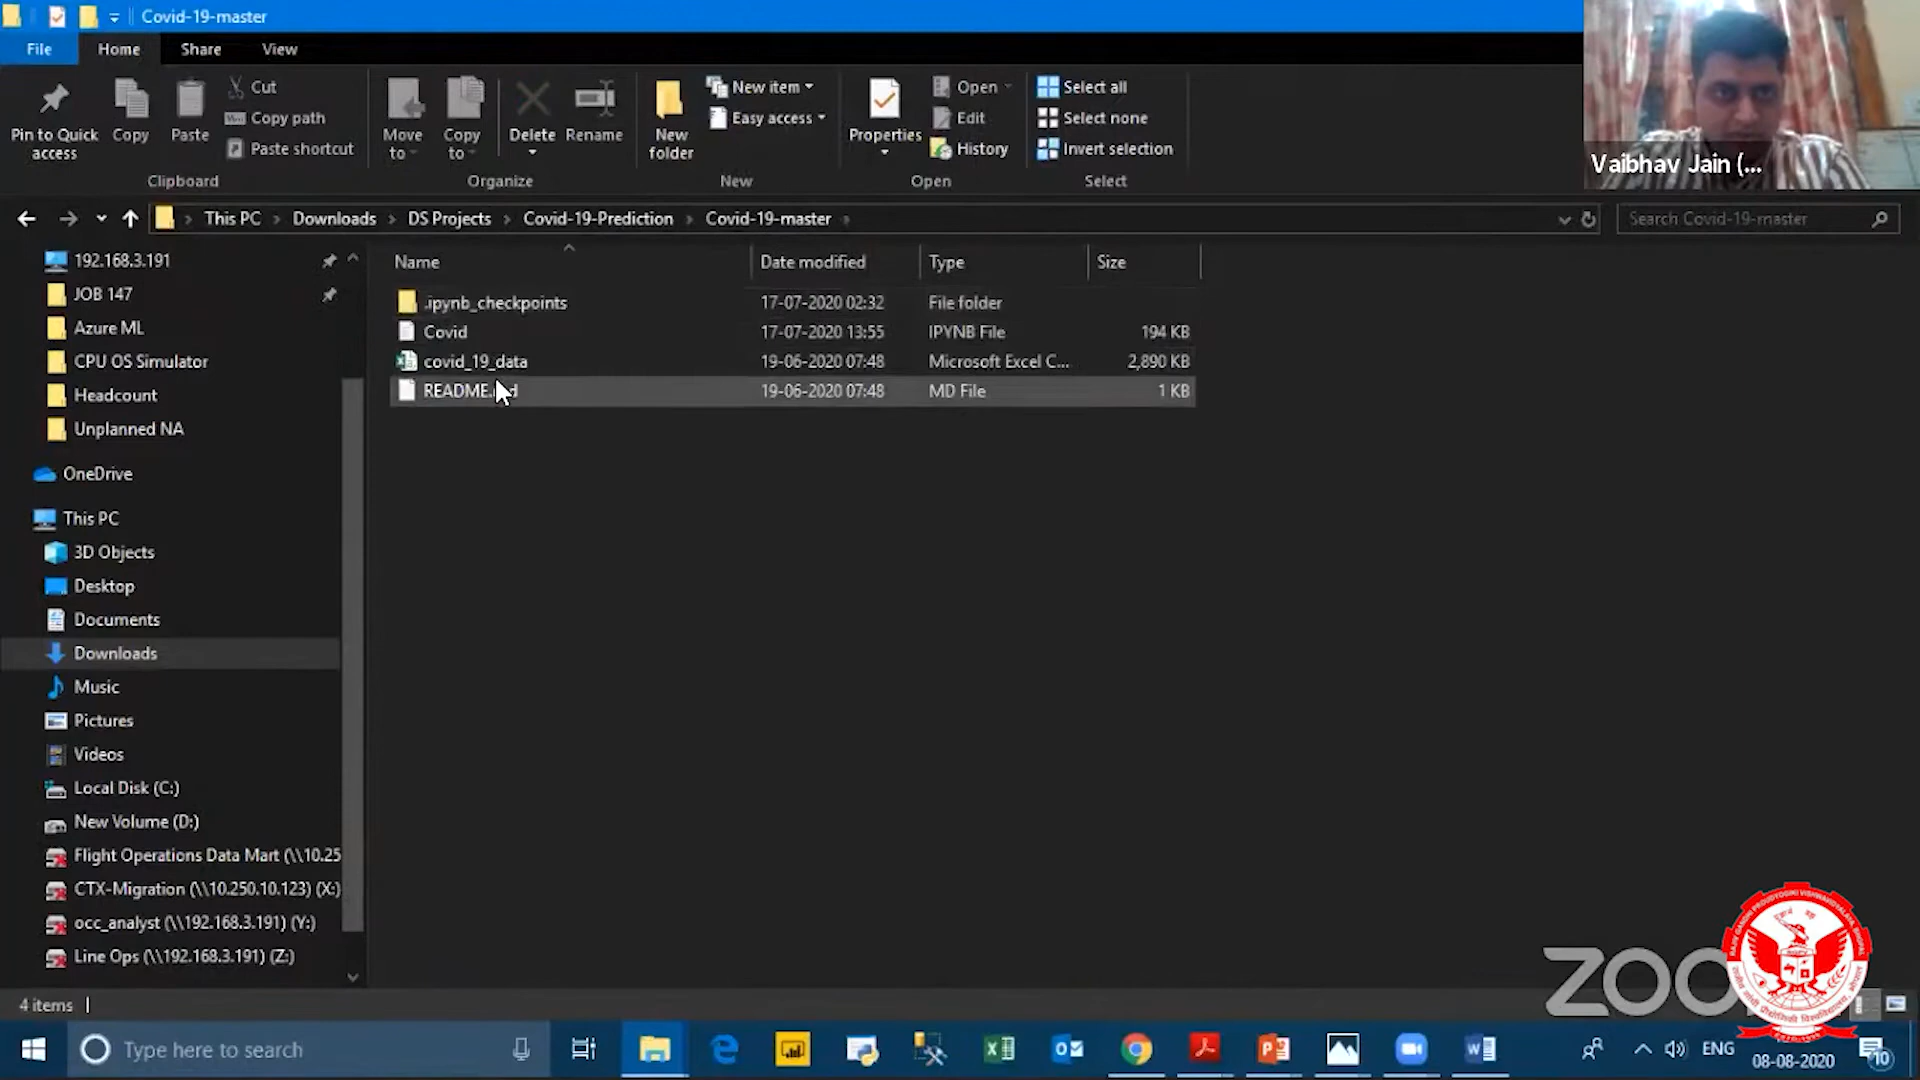 Covid-19-master
File Home Share View
Pin to Quick access
Copy
Paste
Cut
Copy path
Paste shortcut
Clipboard
Move to
Copy to
Delete
Rename
Organize
New folder
New item
Easy access
New
Properties
Open
Edit
History
Open
Select all
Select none
Invert selection
Select
Vaibhav Jain (...
This PC Downloads DS Projects Covid-19-Prediction Covid-19-master
Search Covid-19-master
192.168.3.191
JOB 147
Azure ML
CPU OS Simulator
Headcount
Unplanned NA
OneDrive
This PC
3D Objects
Desktop
Documents
Downloads
Music
Pictures
Videos
Local Disk (C:)
New Volume (D:)
Flight Operations Data Mart (\\10.25
CTX-Migration (\\10.250.10.123) (X:)
occ_analyst (\\192.168.3.191) (Y:)
Line Ops (\\192.168.3.191) (Z:)
Name Date modified Type Size
.ipynb_checkpoints 17-07-2020 02:32 File folder
Covid 17-07-2020 13:55 IPYNB File 194 KB
covid_19_data 19-06-2020 07:48 Microsoft Excel C... 2,890 KB
19-06-2020 07:48 MD File 1 KB
4 items
Type here to search
ENG
08-08-2020
10